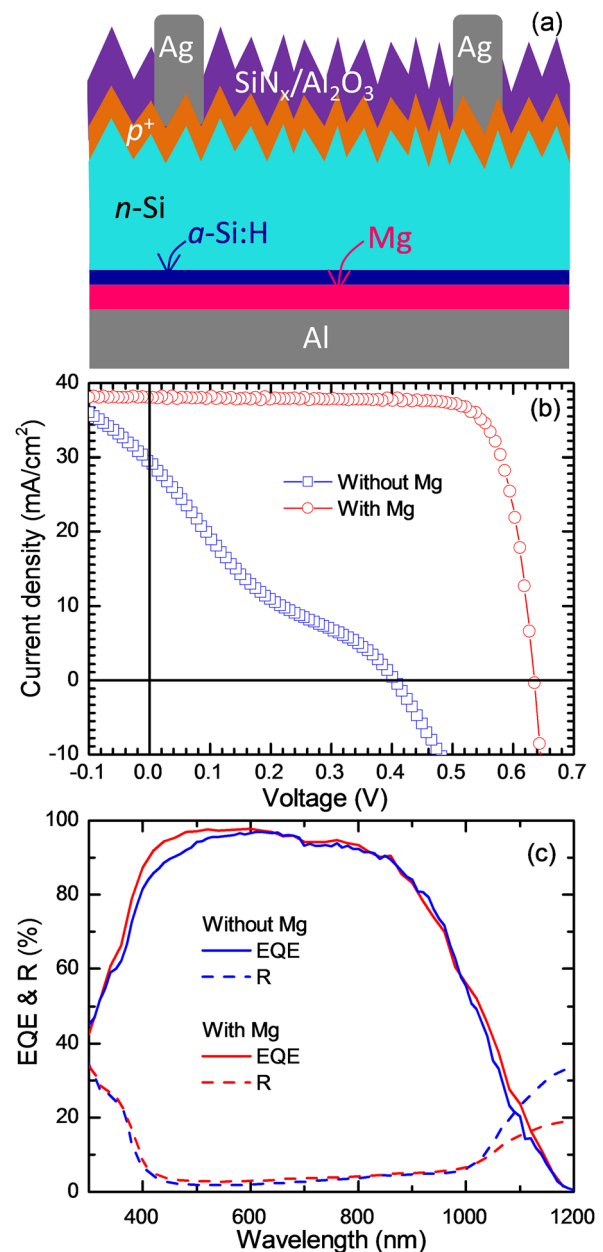 (a)
Ag
Ag
SiNx/Al2O3
p+
n-Si
a-Si:H
Mg
Al
40
30
20
10
0
-10
Current density (mA/cm2)
(b)
Without Mg
With Mg
-0.1 0.0 0.1 0.2 0.3 0.4 0.5 0.6 0.7
Voltage (V)
100
80
60
40
20
0
EQE & R (%)
(c)
Without Mg
EQE
R
With Mg
EQE
R
400 600 800 1000 1200
Wavelength (nm)